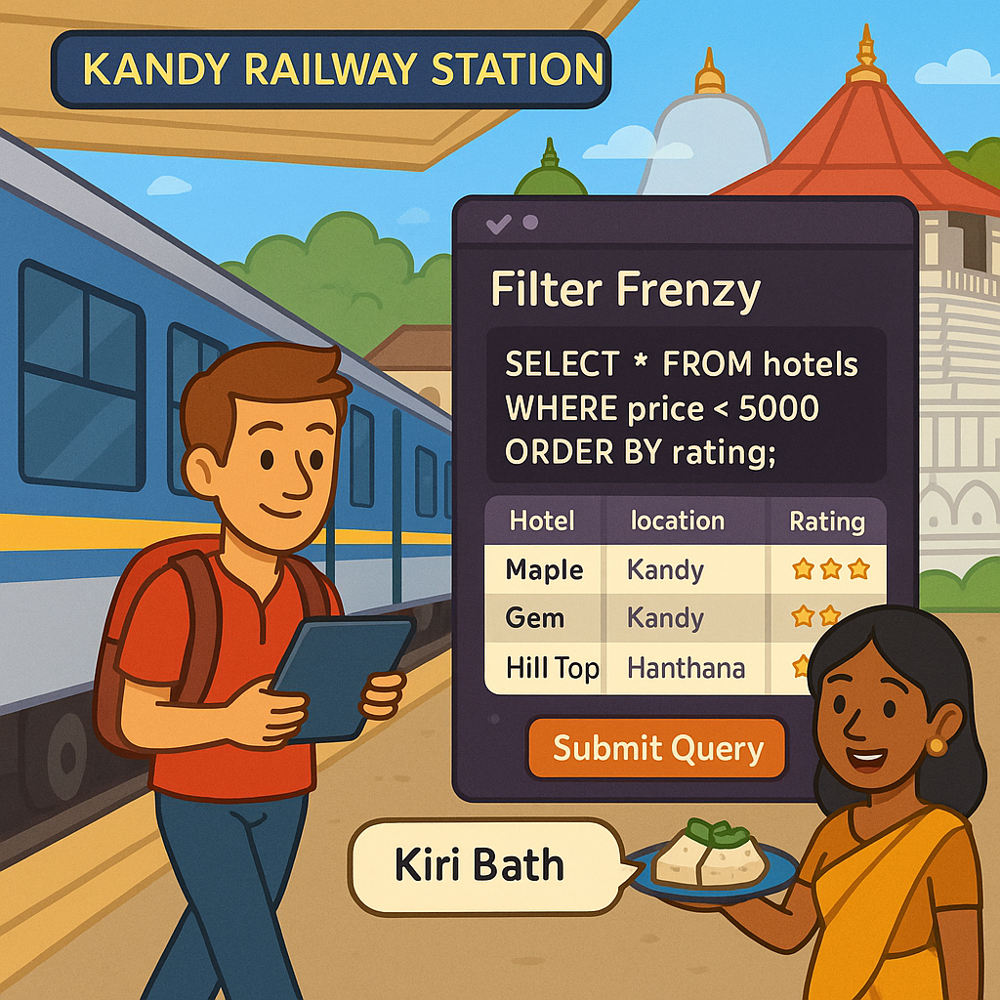 KANDY RAILWAY STATION
Filter Frenzy
SELECT * FROM hotels
WHERE price < 5000
ORDER BY rating;
Hotel location Rating
Maple Kandy
Gem Kandy
Hill Top Hanthana
Submit Query
Kiri Bath